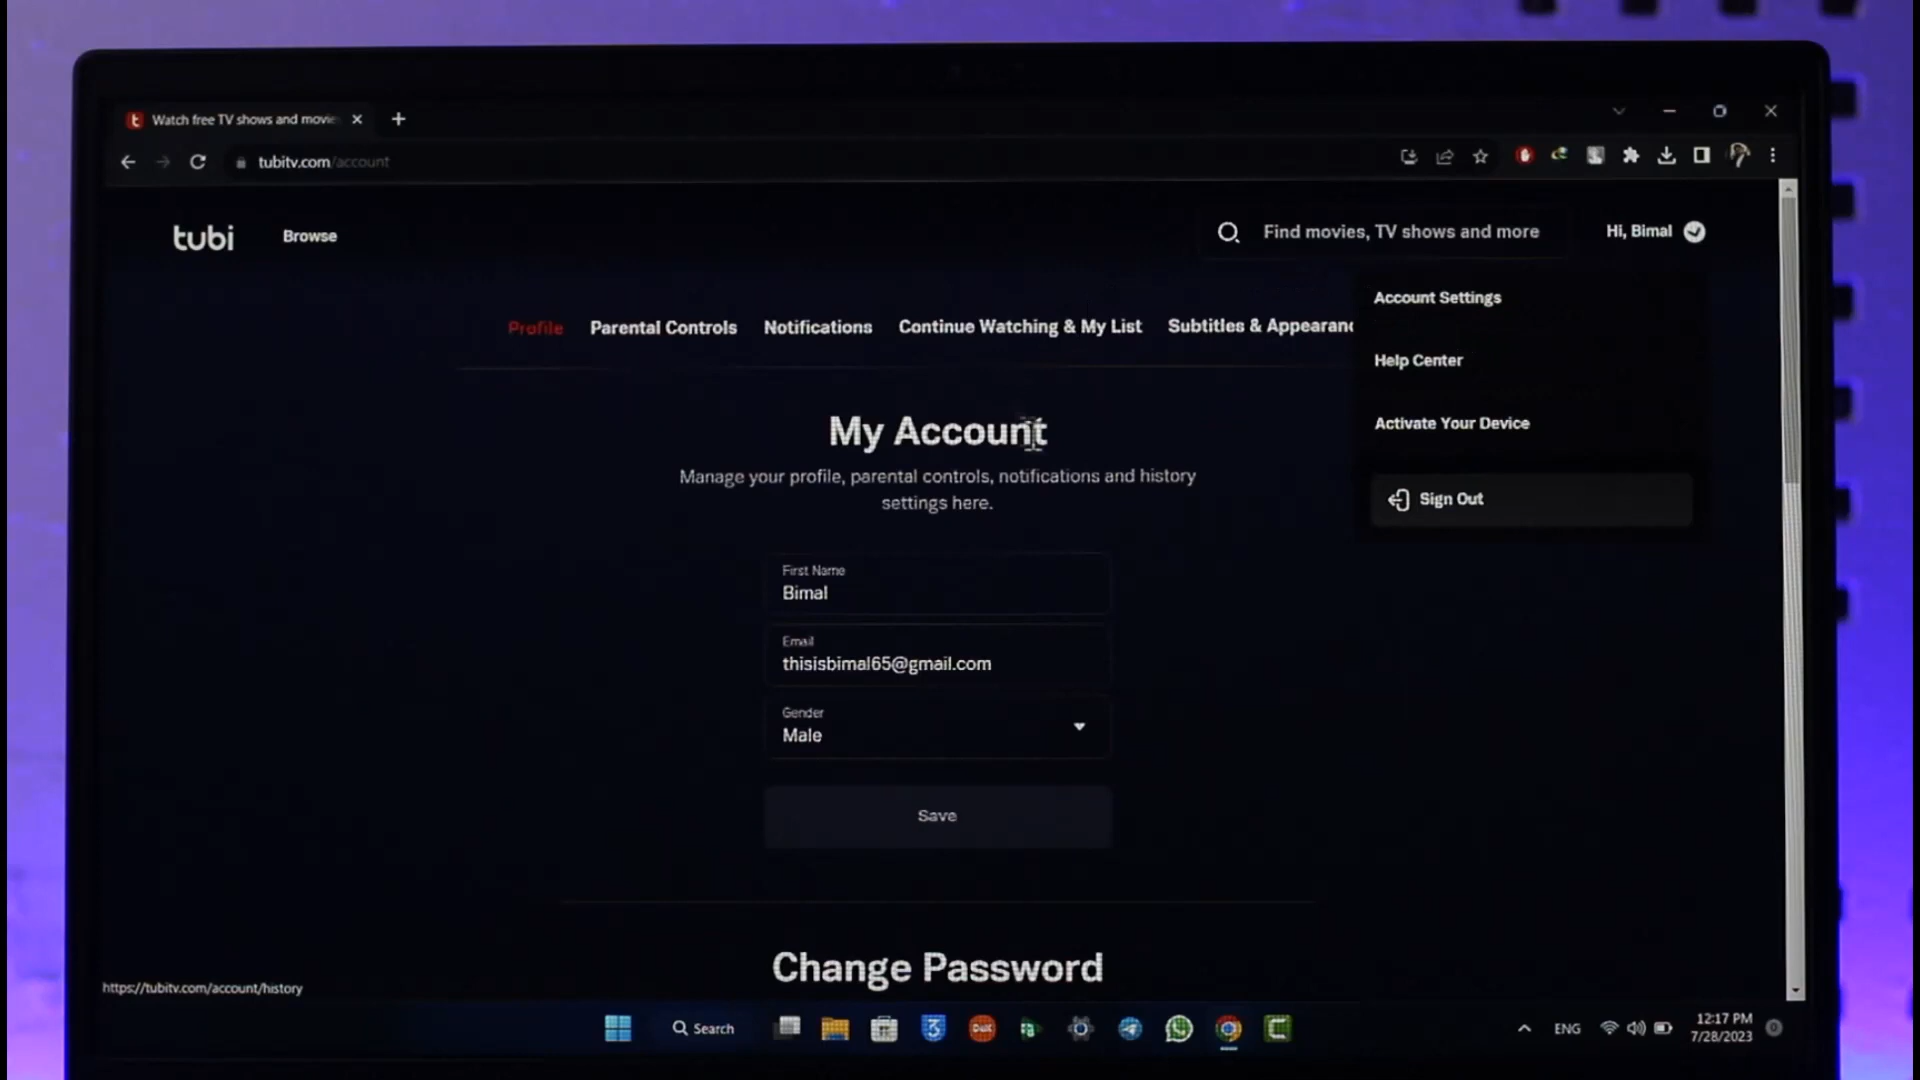 Watch free TV shows and movie
tubitv.com/account
tubi
Browse
Find movies, TV shows and more
Hi, Bimal
Account Settings
Help Center
Activate Your Device
Sign Out
Profile
Parental Controls
Notifications
Continue Watching & My List
Subtitles & Appearanc
My Account
Manage your profile, parental controls, notifications and history
settings here.
First Name
Bimal
Email
thisisbimal65@gmail.com
Gender
Male
Save
Change Password
https://tubitv.com/account/history
Search
ENG
12:17 PM
7/28/2023